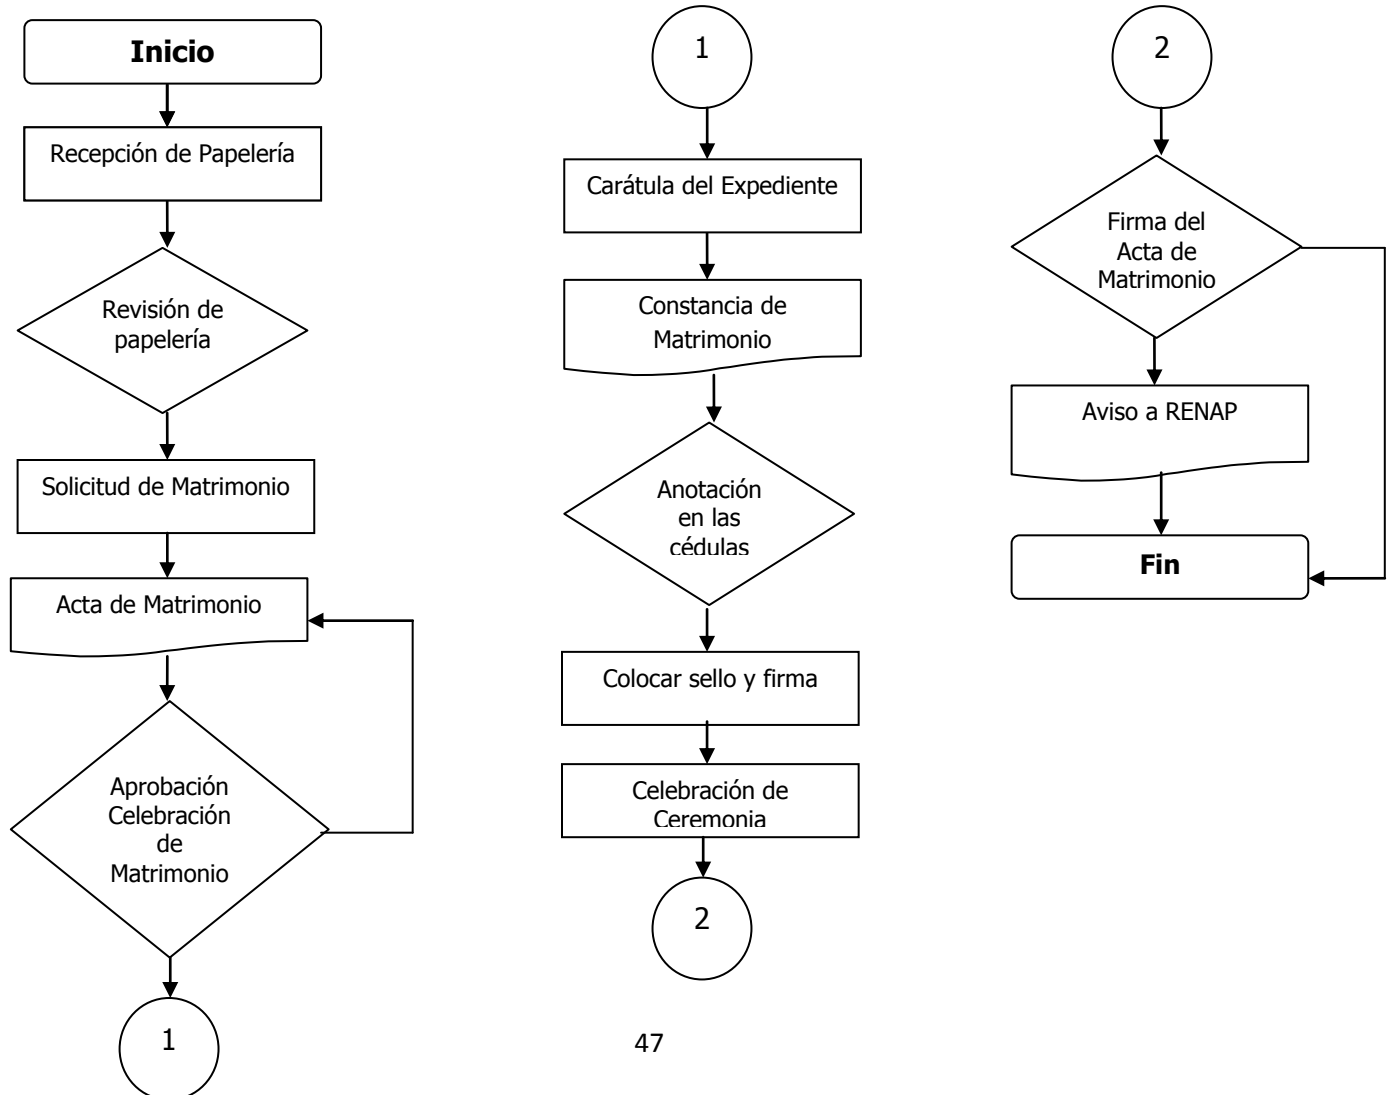 Inicio
Recepción de Papelería
Revisión de
papelería
Solicitud de Matrimonio
Acta de Matrimonio
Aprobación
Celebración
de
Matrimonio
1
1
Carátula del Expediente
Constancia de
Matrimonio
Anotación
en las
cédulas
Colocar sello y firma
Celebración de
Ceremonia
2
2
Firma del
Acta de
Matrimonio
Aviso a RENAP
Fin
47